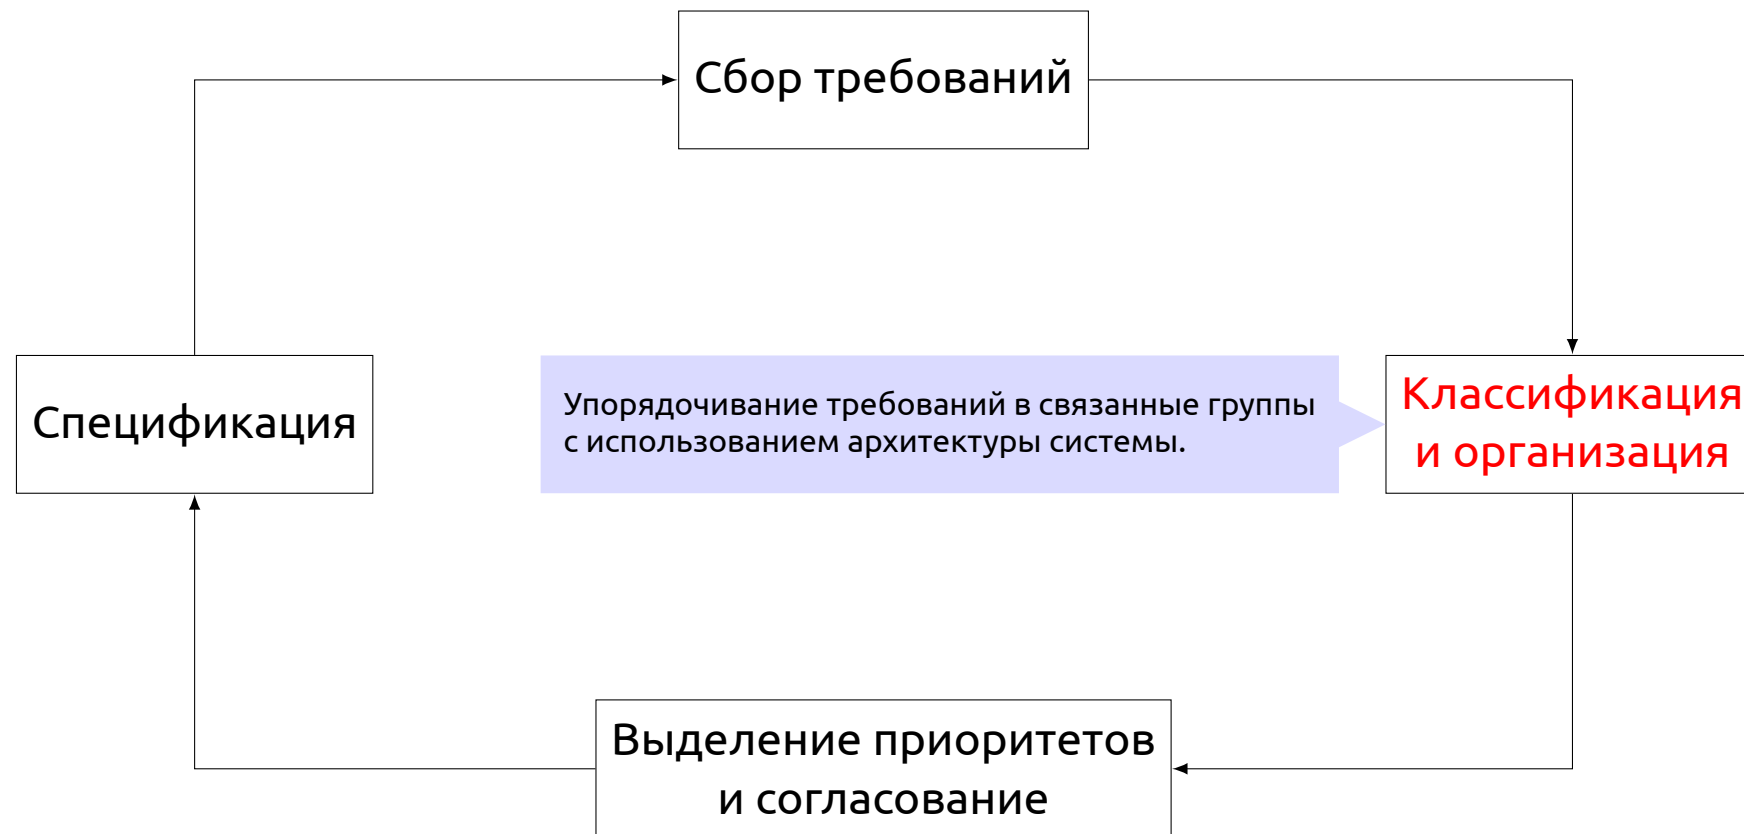 Сбор требований
Спецификация
Упорядочивание требований в связанные группы
с использованием архитектуры системы.
Классификация
и организация
Выделение приоритетов
и согласование